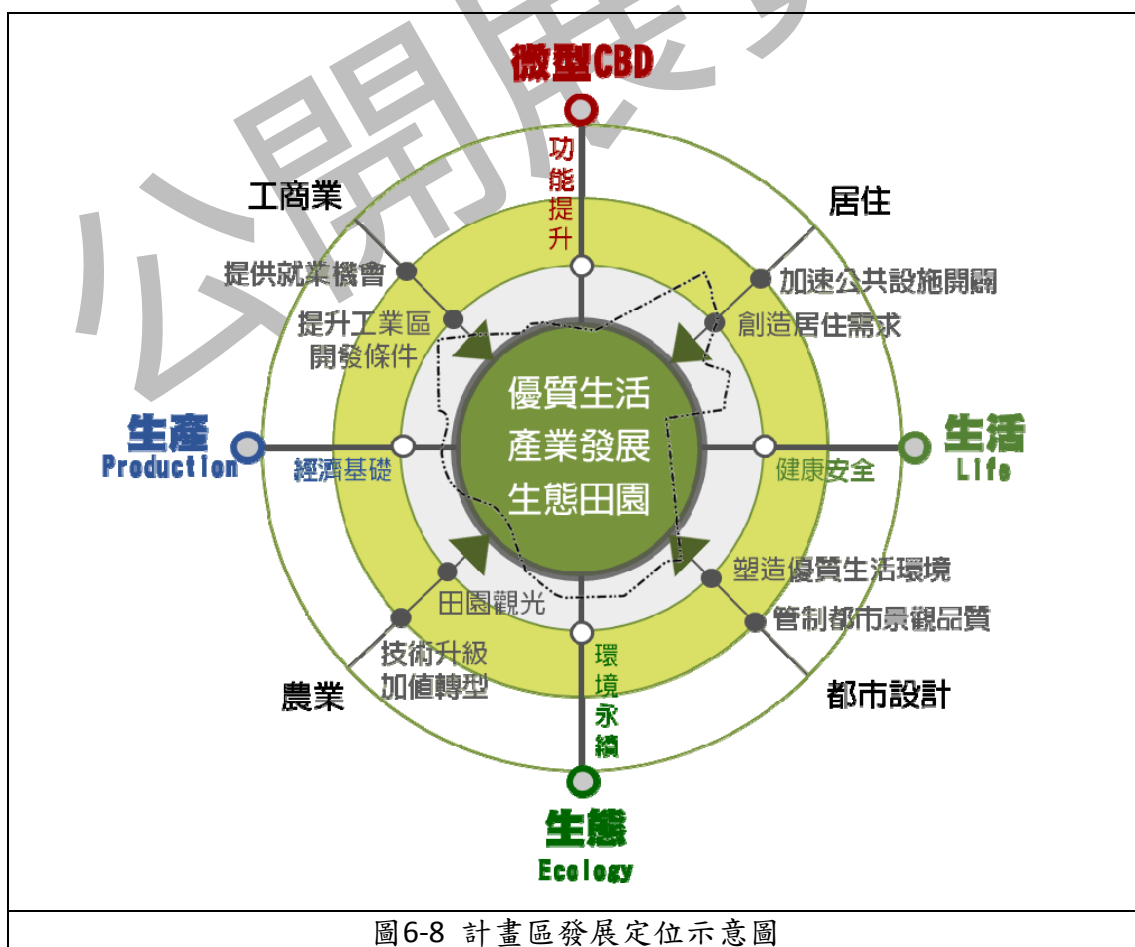 公開展
微型CBD
功能提升
工商業
居住
提供就業機會
加速公共設施開闢
提升工業區
開發條件
創造居住需求
優質生活
產業發展
生態田園
生產
Production
經濟基礎
健康安全
生活
Life
田園觀光
塑造優質生活環境
技術升級
加值轉型
管制都市景觀品質
農業
環境永續
都市設計
生態
Ecology
圖6-8 計畫區發展定位示意圖